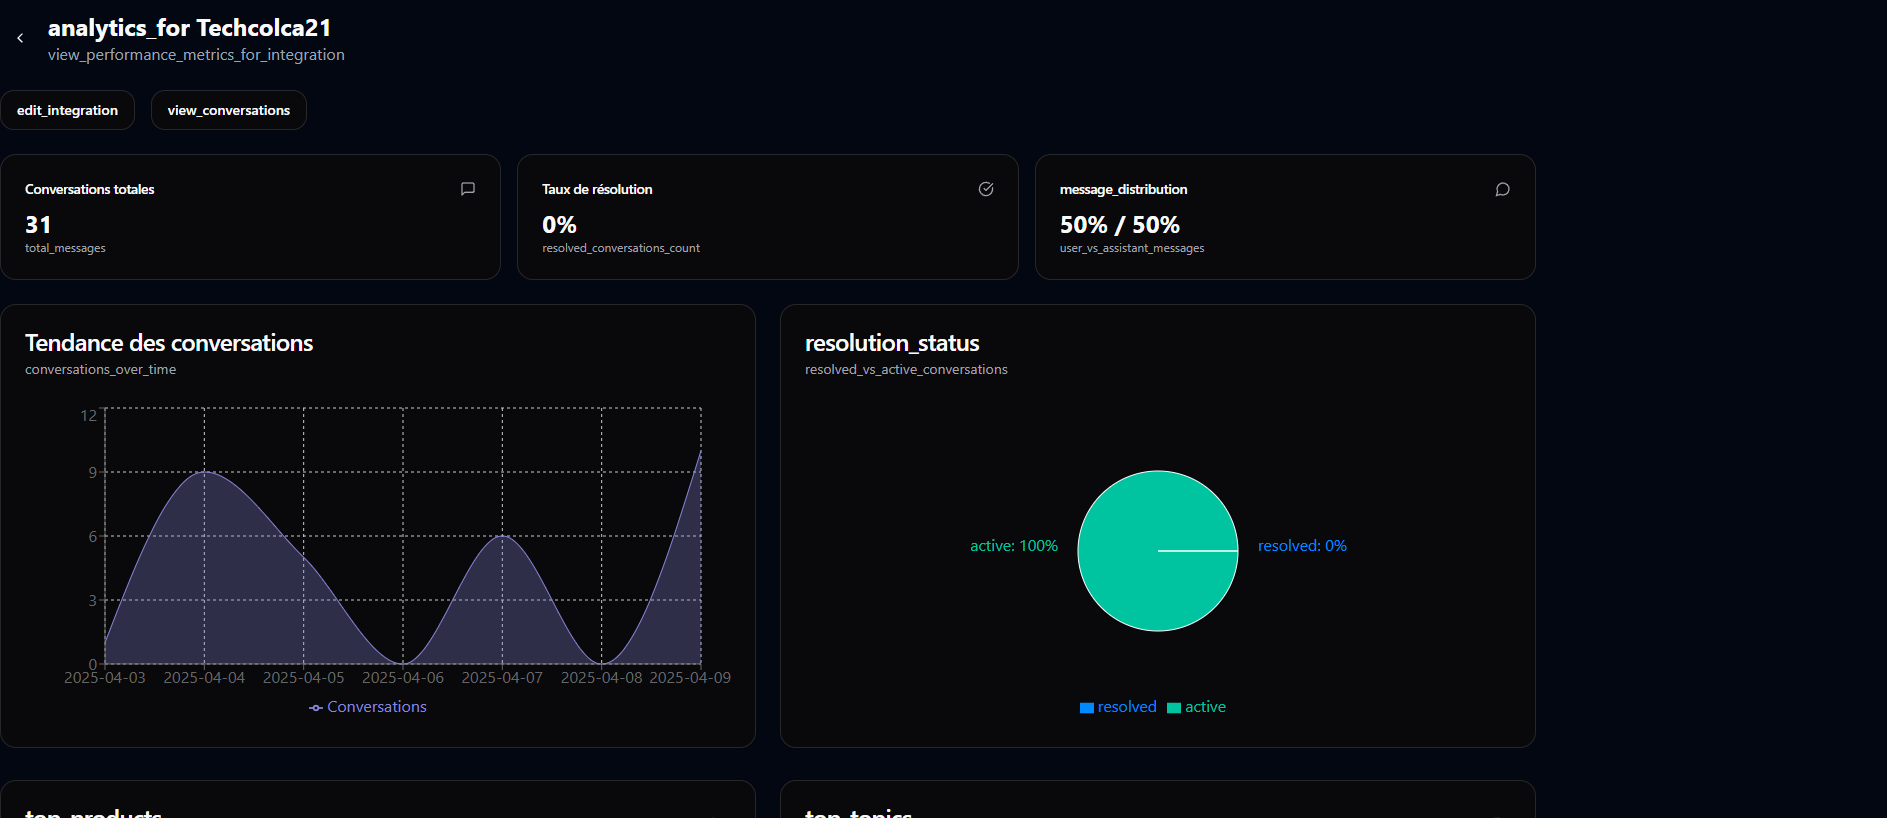 analytics_for Techcolca21
view_performance_metrics_for_integration
edit_integration
view_conversations
Conversations totales
31
total_messages
Taux de résolution
0%
resolved_conversations_count
message_distribution
50% / 50%
user_vs_assistant_messages
Tendance des conversations
conversations_over_time
12
9
6
3
0
2025-04-03 2025-04-04 2025-04-05 2025-04-06 2025-04-07 2025-04-08 2025-04-09
Conversations
resolution_status
resolved_vs_active_conversations
active: 100%
resolved: 0%
resolved active
top_products
top_topics